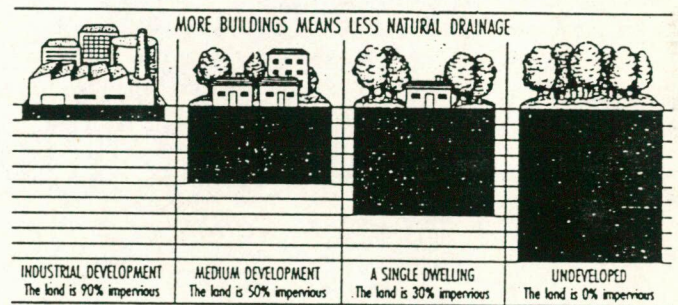 MORE BUILDINGS MEANS LESS NATURAL DRAINAGE
INDUSTRIAL DEVELOPMENT
The land is 90% impervious
MEDIUM DEVELOPMENT
The land is 50% impervious
A SINGLE DWELLING
The land is 30% impervious
UNDEVELOPED
The land is 0% impervious